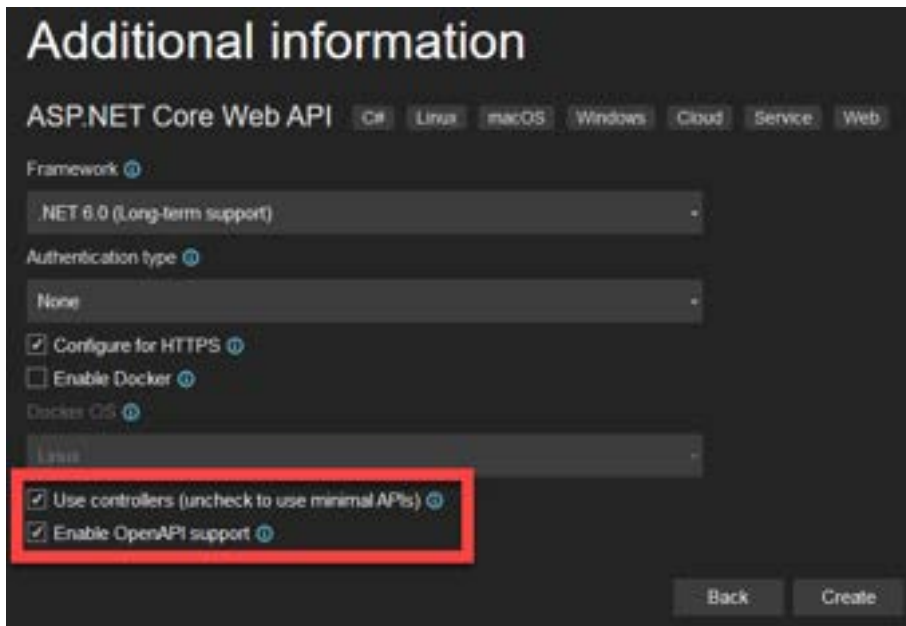 Additional information
ASP.NET Core Web API C# Linux macOS Windows Cloud Service Web
Framework
.NET 6.0 (Long-term support)
Authentication type
None
Configure for HTTPS
Enable Docker
Docker OS
Linux
Use controllers (uncheck to use minimal APIs)
Enable OpenAPI support
Back Create